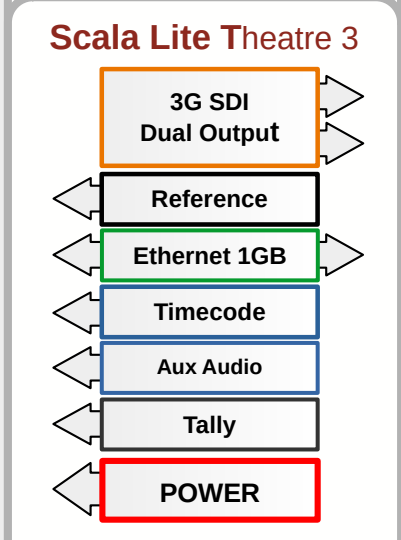 Scala Lite Theatre 3
3G SDI
Dual Output
Reference
Ethernet 1GB
Timecode
Aux Audio
Tally
POWER